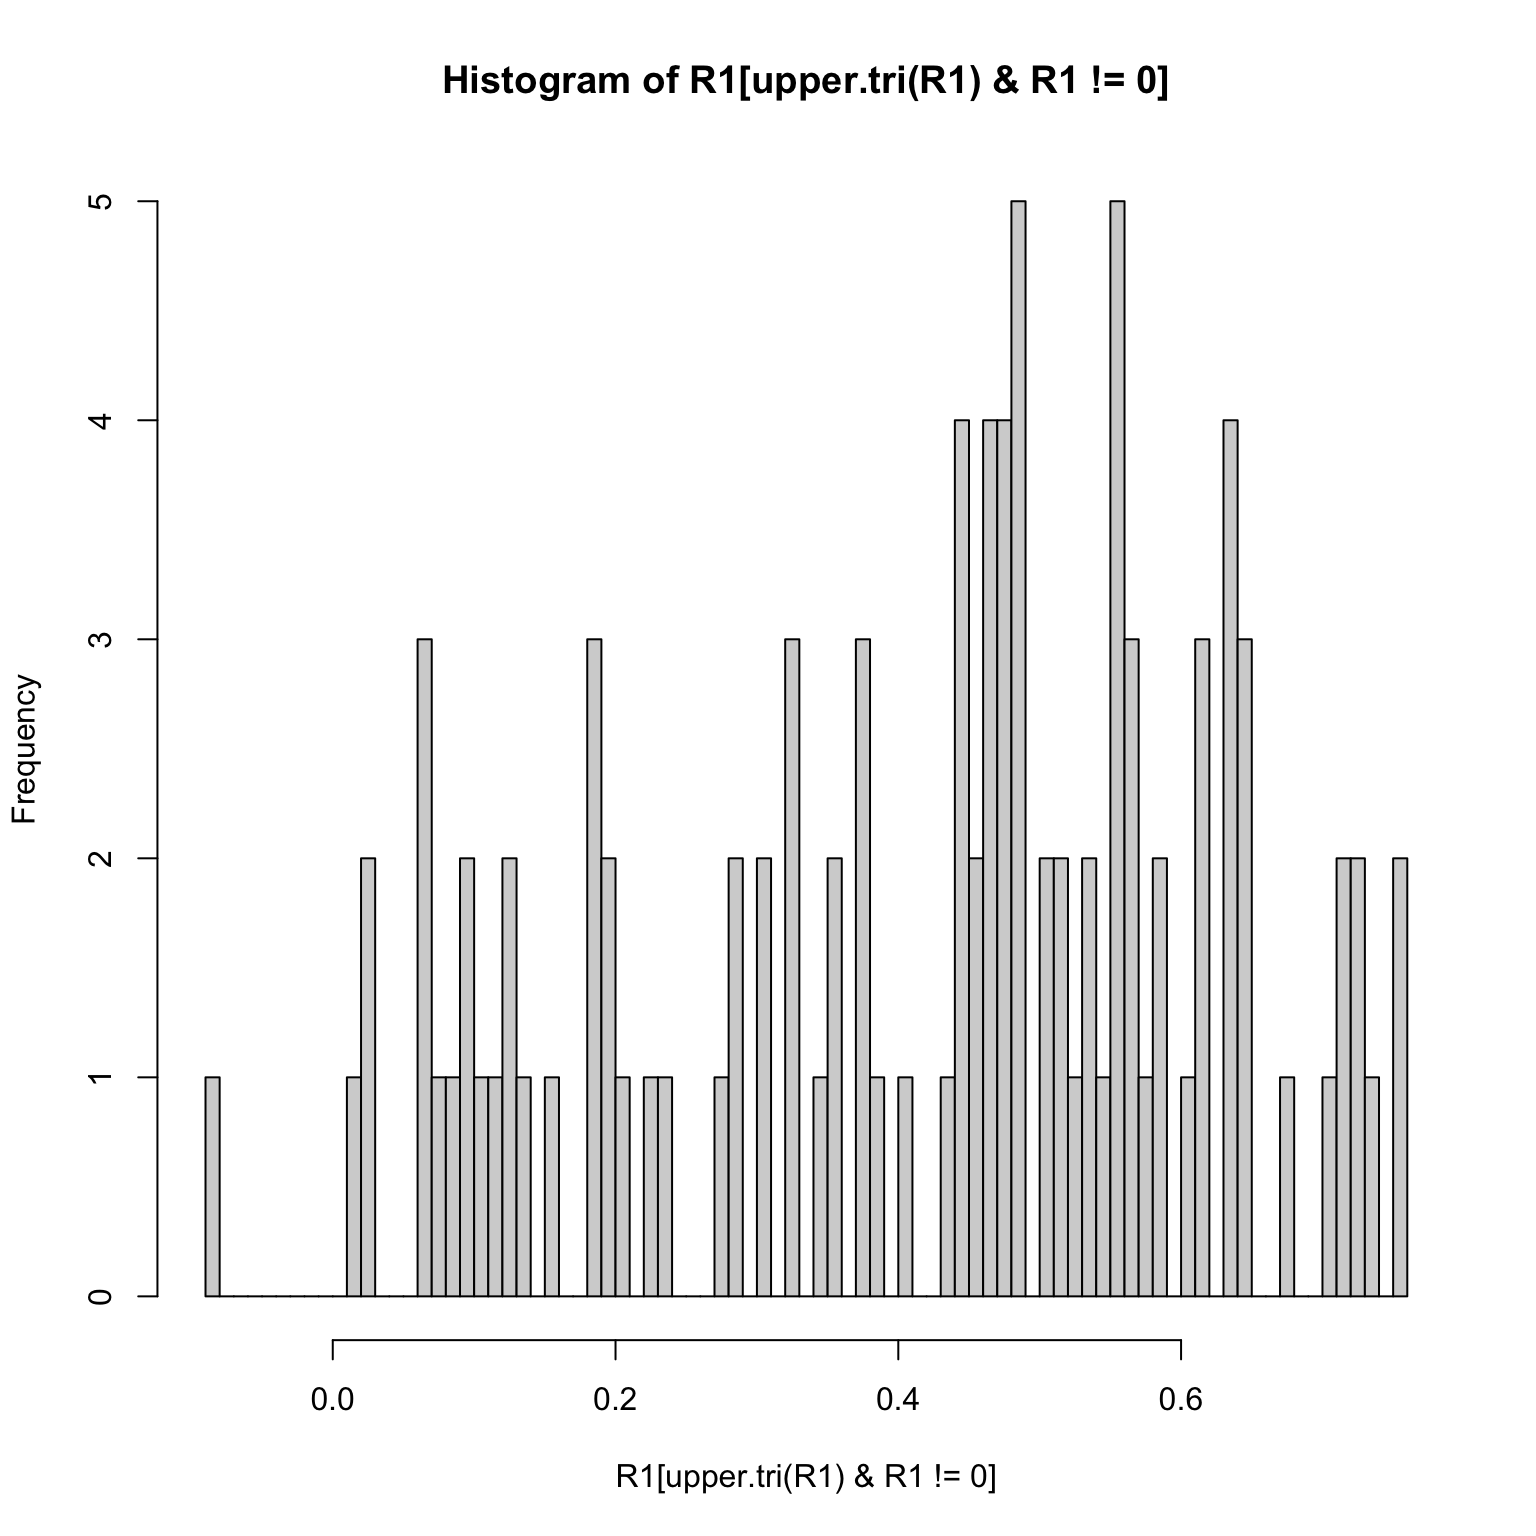 Histogram of R1[upper.tri(R1) & R1 != 0]
5
4
3
2
1
0
Frequency
0.0 0.2 0.4 0.6
R1[upper.tri(R1) & R1 != 0]